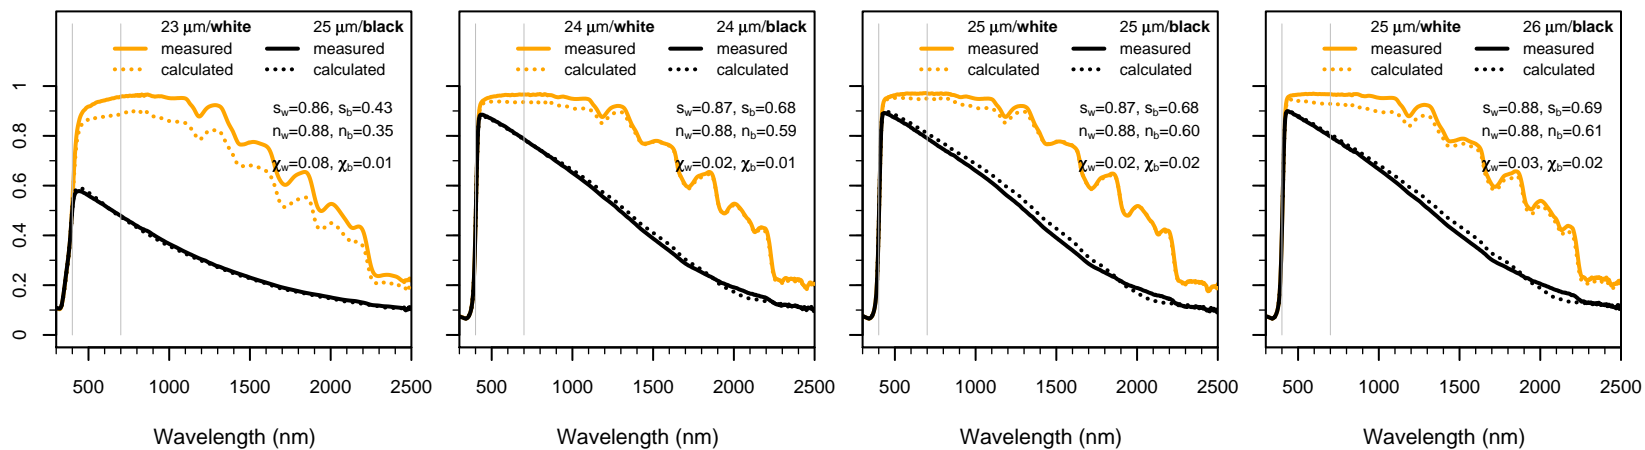 23 μm/white 25 μm/black
measured measured
calculated calculated
s_w=0.86, s_b=0.43
n_w=0.88, n_b=0.35
χ_w=0.08, χ_b=0.01
0 0.2 0.4 0.6 0.8 1
500 1000 1500 2000 2500
Wavelength (nm)
24 μm/white 24 μm/black
measured measured
calculated calculated
s_w=0.87, s_b=0.68
n_w=0.88, n_b=0.59
χ_w=0.02, χ_b=0.01
500 1000 1500 2000 2500
Wavelength (nm)
25 μm/white 25 μm/black
measured measured
calculated calculated
s_w=0.87, s_b=0.68
n_w=0.88, n_b=0.60
χ_w=0.02, χ_b=0.02
500 1000 1500 2000 2500
Wavelength (nm)
25 μm/white 26 μm/black
measured measured
calculated calculated
s_w=0.88, s_b=0.69
n_w=0.88, n_b=0.61
χ_w=0.03, χ_b=0.02
500 1000 1500 2000 2500
Wavelength (nm)